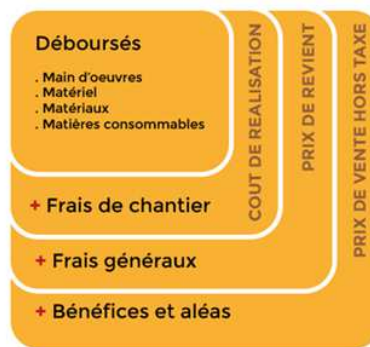 Déboursés
. Main d'oeuvres
. Matériel
. Matériaux
. Matières consommables
+ Frais de chantier
COUT DE REALISATION
+ Frais généraux
PRIX DE REVIENT
+ Bénéfices et aléas
PRIX DE VENTE HORS TAXE